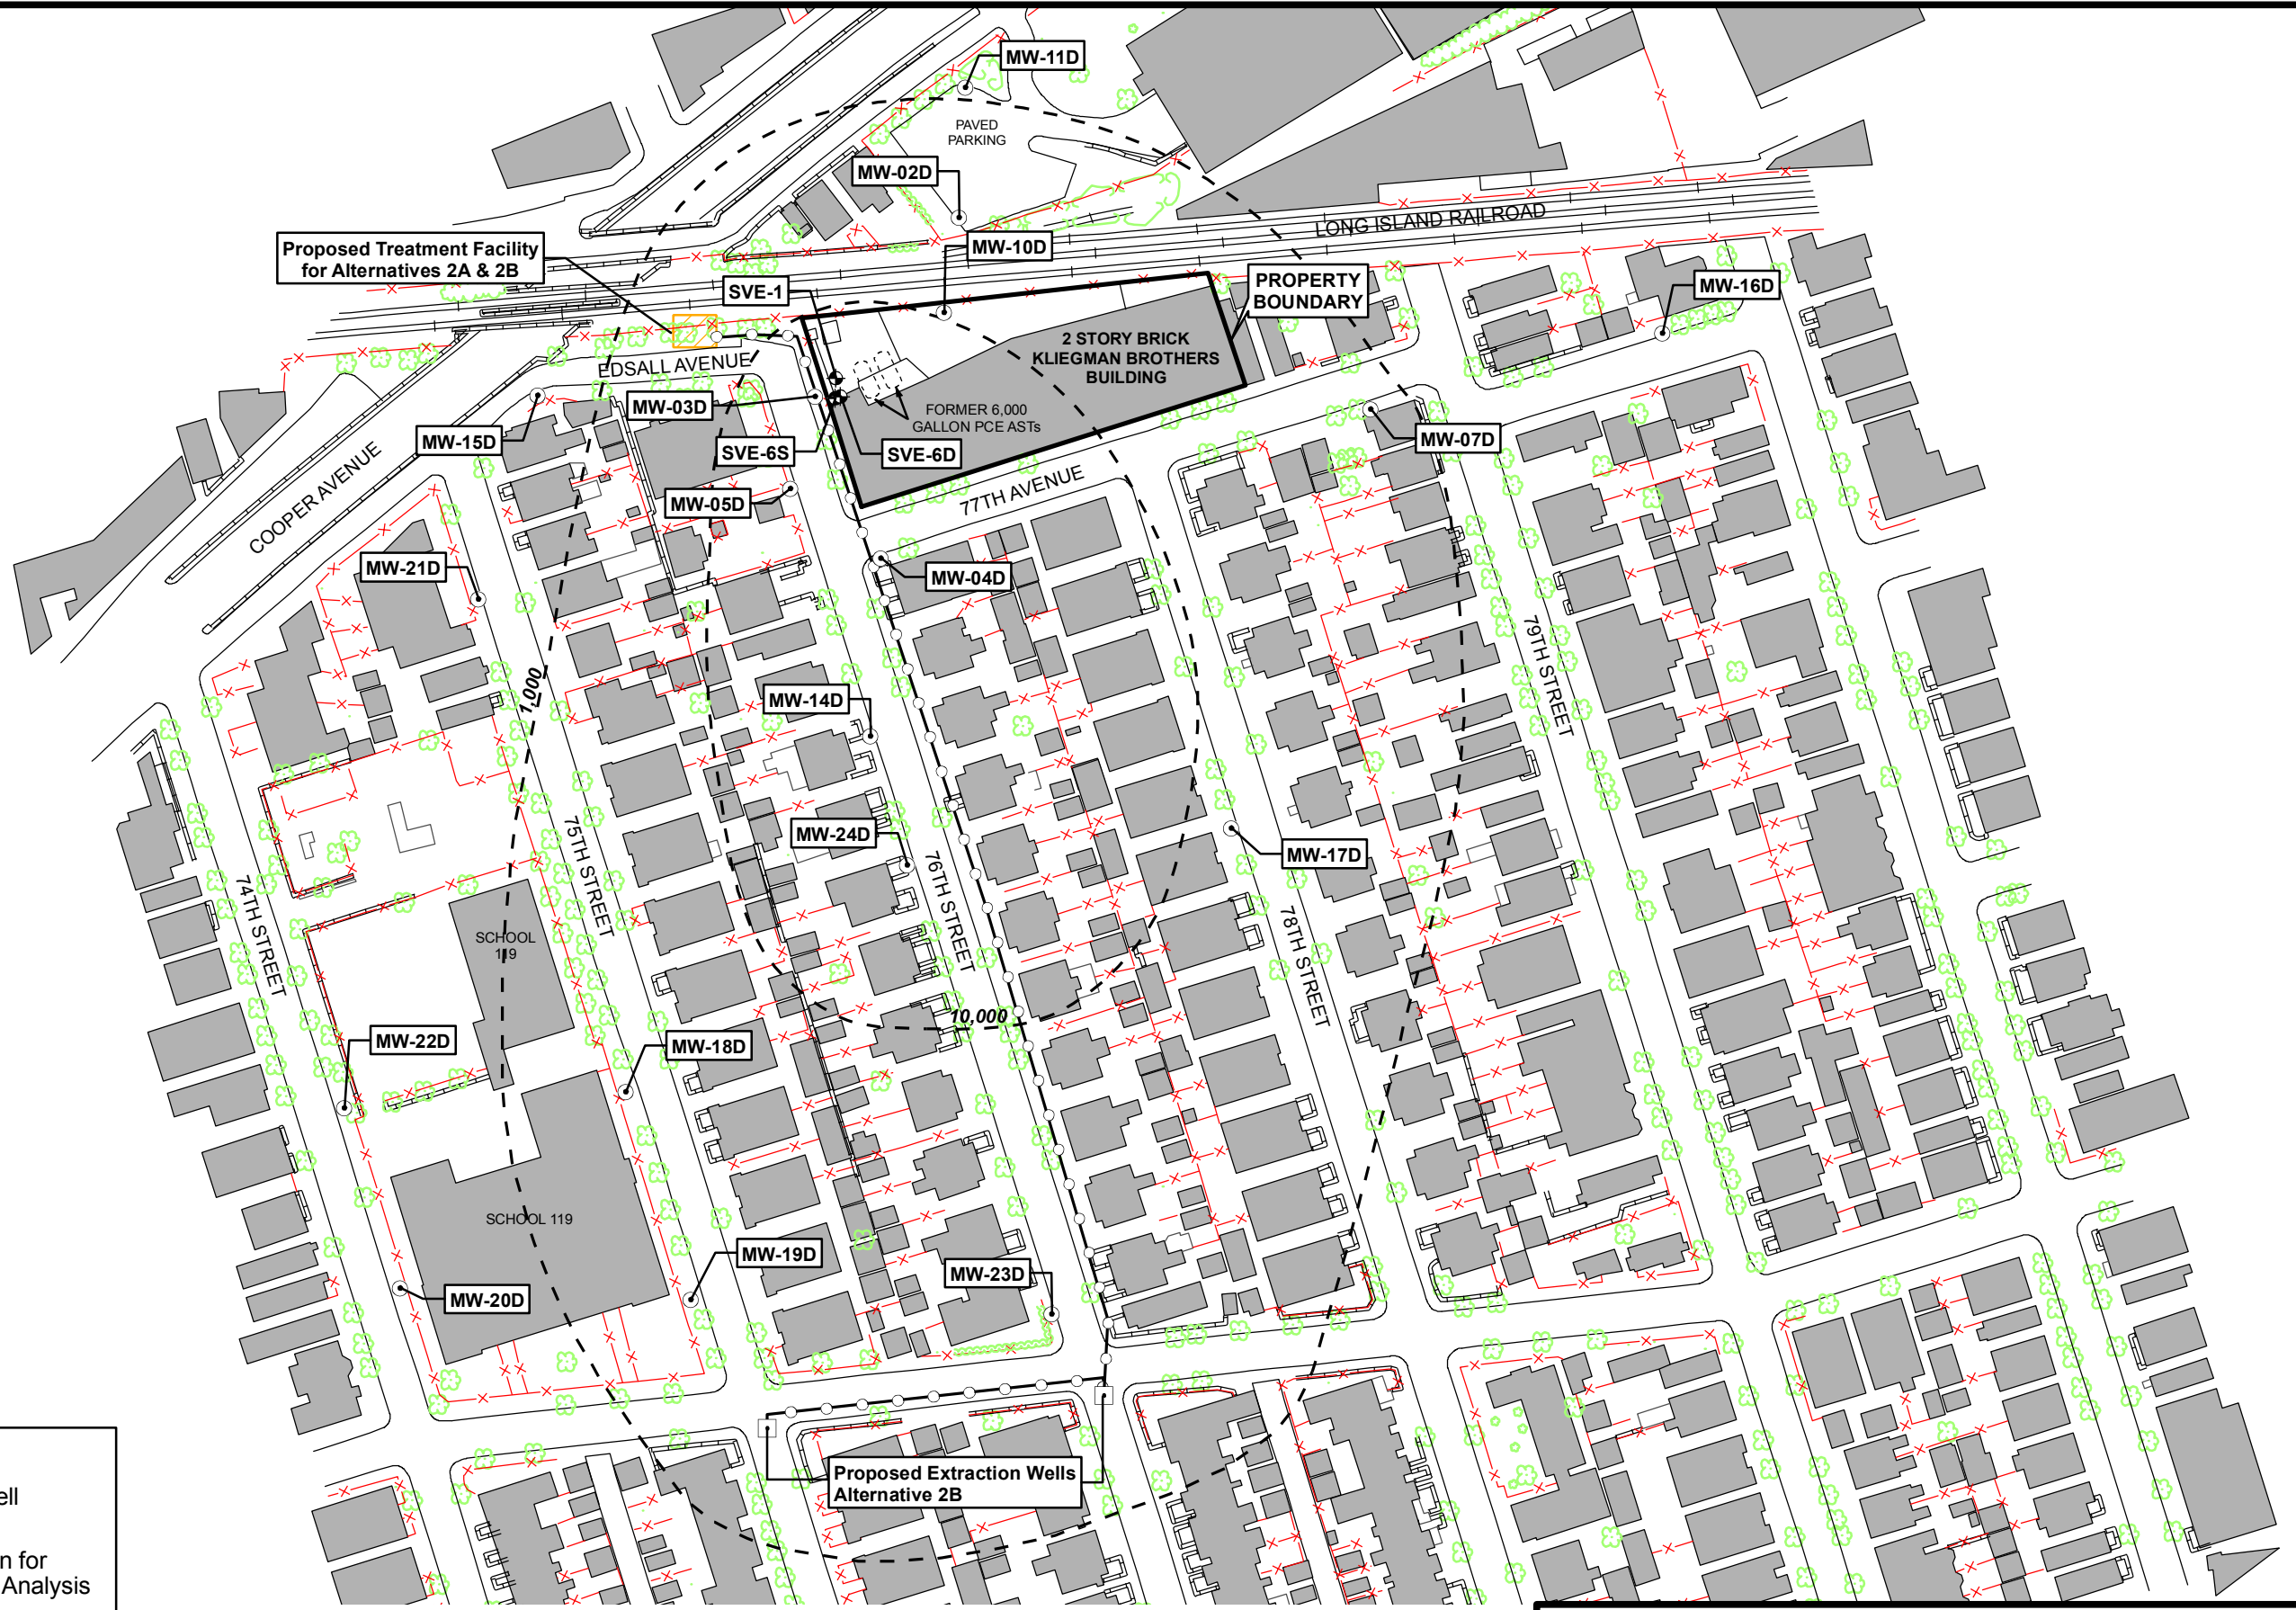 MW-11D
PAVED
PARKING
MW-02D
LONG ISLAND RAILROAD
Proposed Treatment Facility
for Alternatives 2A & 2B
MW-10D
SVE-1
PROPERTY
BOUNDARY
MW-16D
2 STORY BRICK
KLIEGMAN BROTHERS
BUILDING
EDSALL AVENUE
MW-03D
FORMER 6,000
GALLON PCE ASTs
MW-15D
MW-07D
SVE-6S
SVE-6D
COOPER AVENUE
MW-05D
77TH AVENUE
MW-21D
MW-04D
79TH STREET
1,000
MW-14D
MW-24D
75TH STREET
76TH STREET
MW-17D
74TH STREET
78TH STREET
SCHOOL
119
10,000
MW-22D
MW-18D
SCHOOL 119
MW-19D
MW-23D
MW-20D
Proposed Extraction Wells
Alternative 2B
ell
n for
Analysis